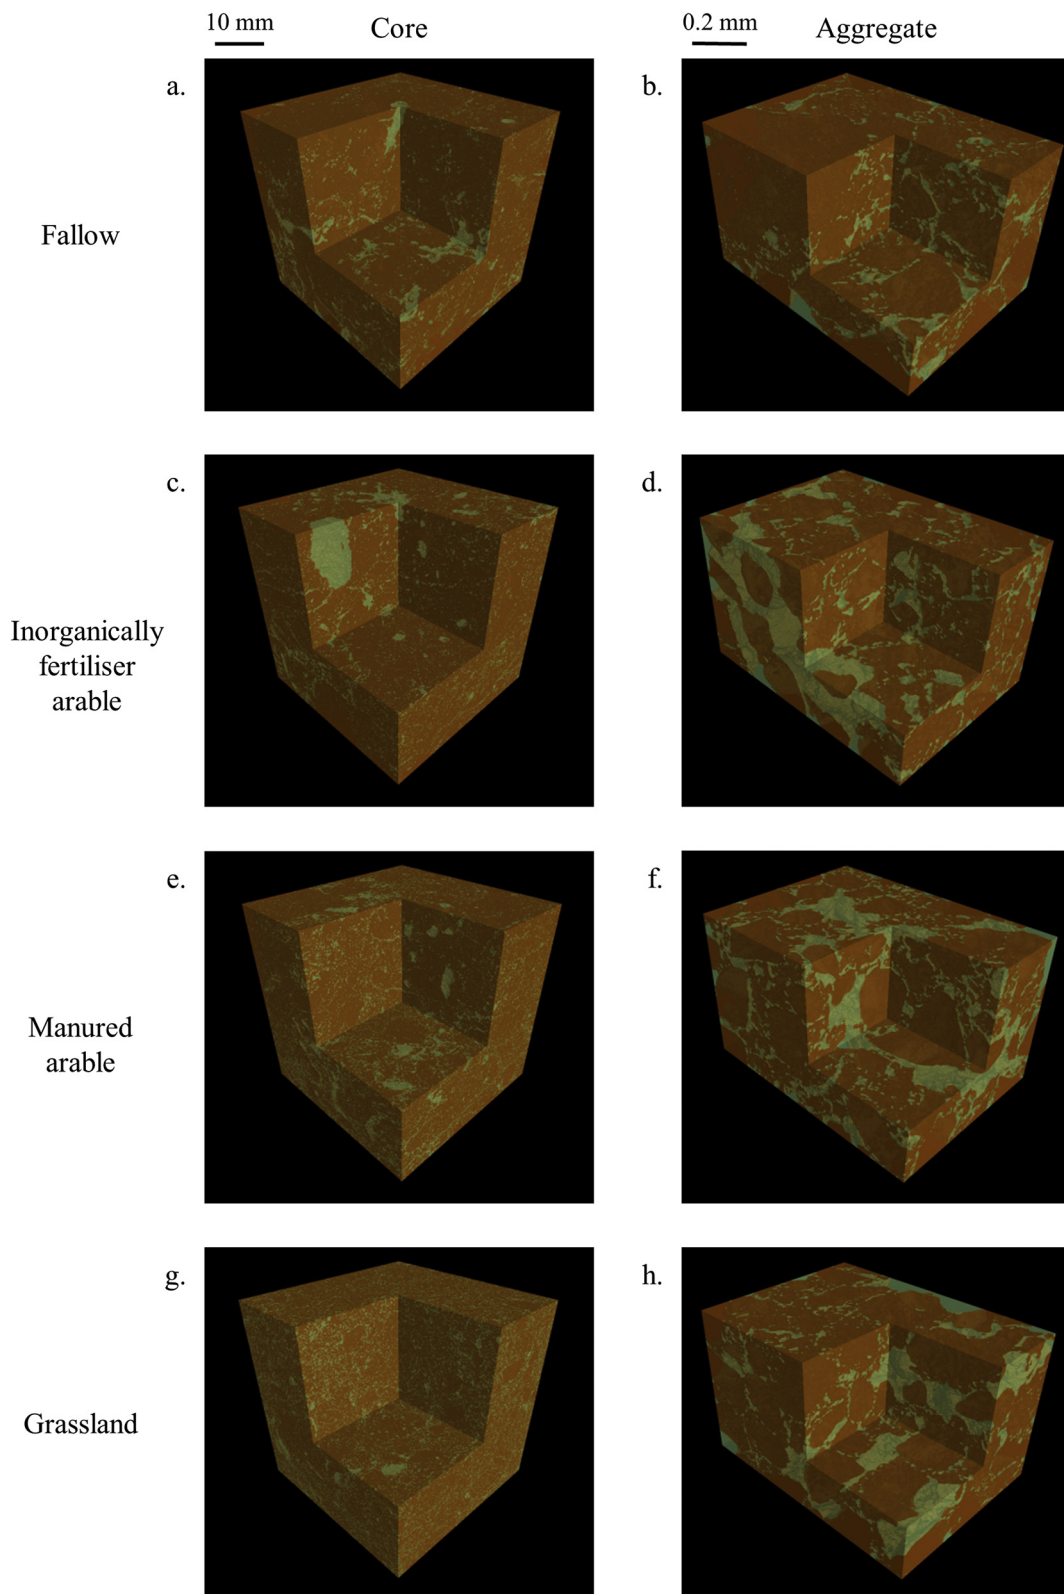 10 mm
Core
0.2 mm
Aggregate
a.
b.
Fallow
c.
d.
Inorganically
fertiliser
arable
e.
f.
Manured
arable
g.
h.
Grassland